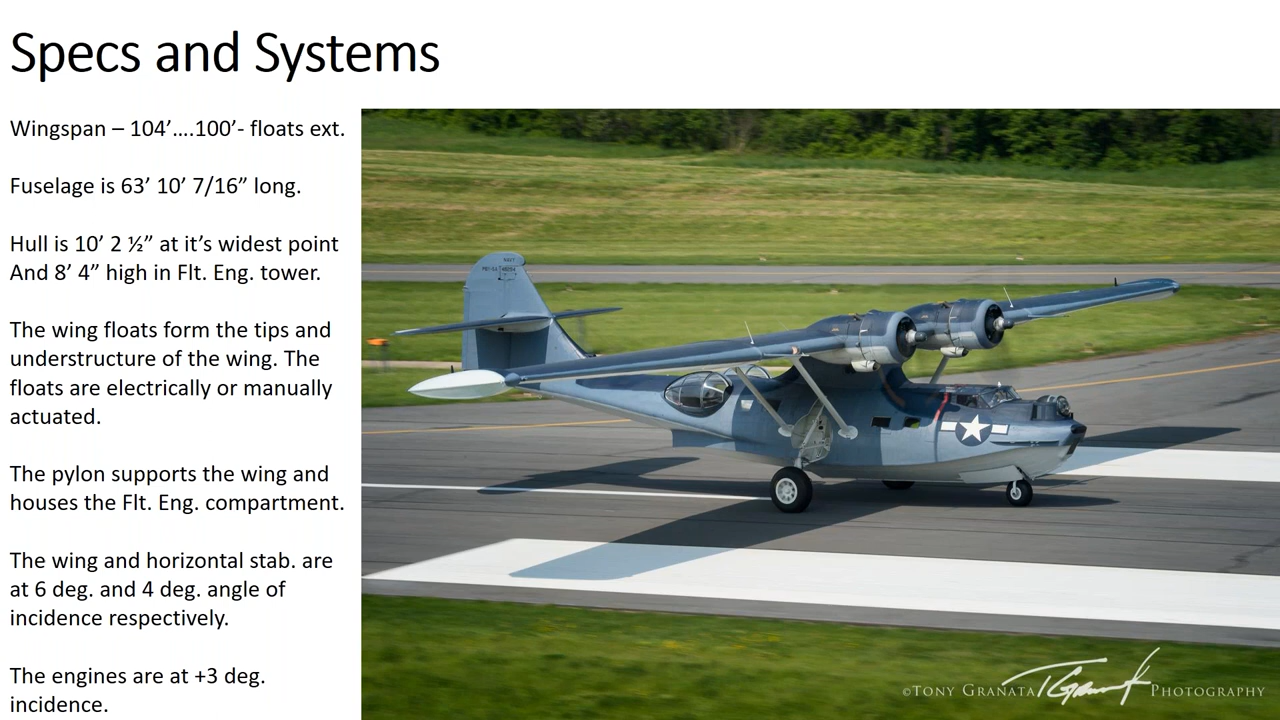 Specs and Systems
Wingspan – 104’....100’- floats ext.
Fuselage is 63’ 10’ 7/16” long.
Hull is 10’ 2 ½” at it’s widest point
And 8’ 4” high in Flt. Eng. tower.
The wing floats form the tips and
understructure of the wing. The
floats are electrically or manually
actuated.
The pylon supports the wing and
houses the Flt. Eng. compartment.
The wing and horizontal stab. are
at 6 deg. and 4 deg. angle of
incidence respectively.
The engines are at +3 deg.
incidence.
NAVY
©Tony Granata Photography